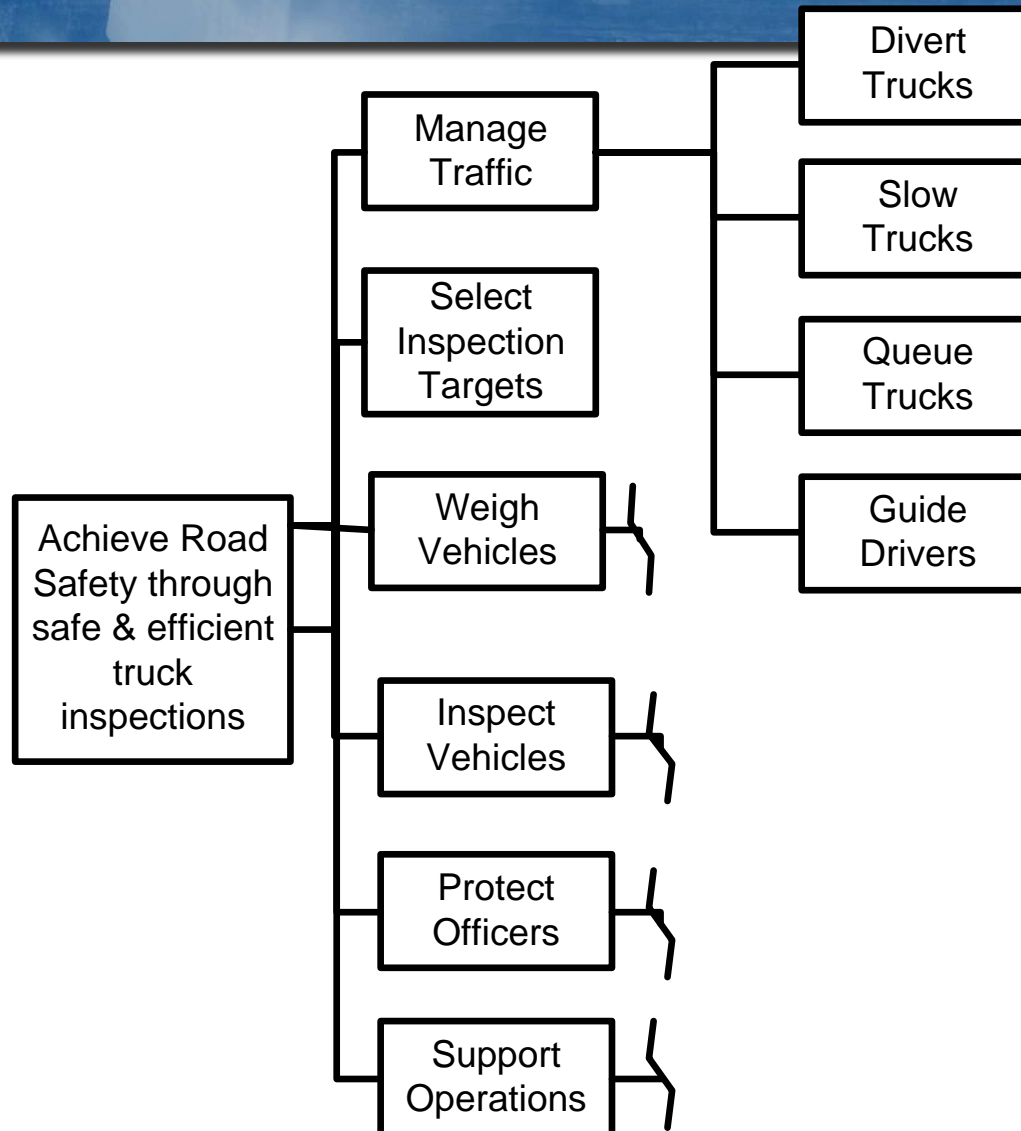 Divert
Trucks
Manage
Traffic
Slow
Trucks
Select
Inspection
Targets
Queue
Trucks
Weigh
Vehicles
Guide
Drivers
Achieve Road
Safety through
safe & efficient
truck
inspections
Inspect
Vehicles
Protect
Officers
Support
Operations